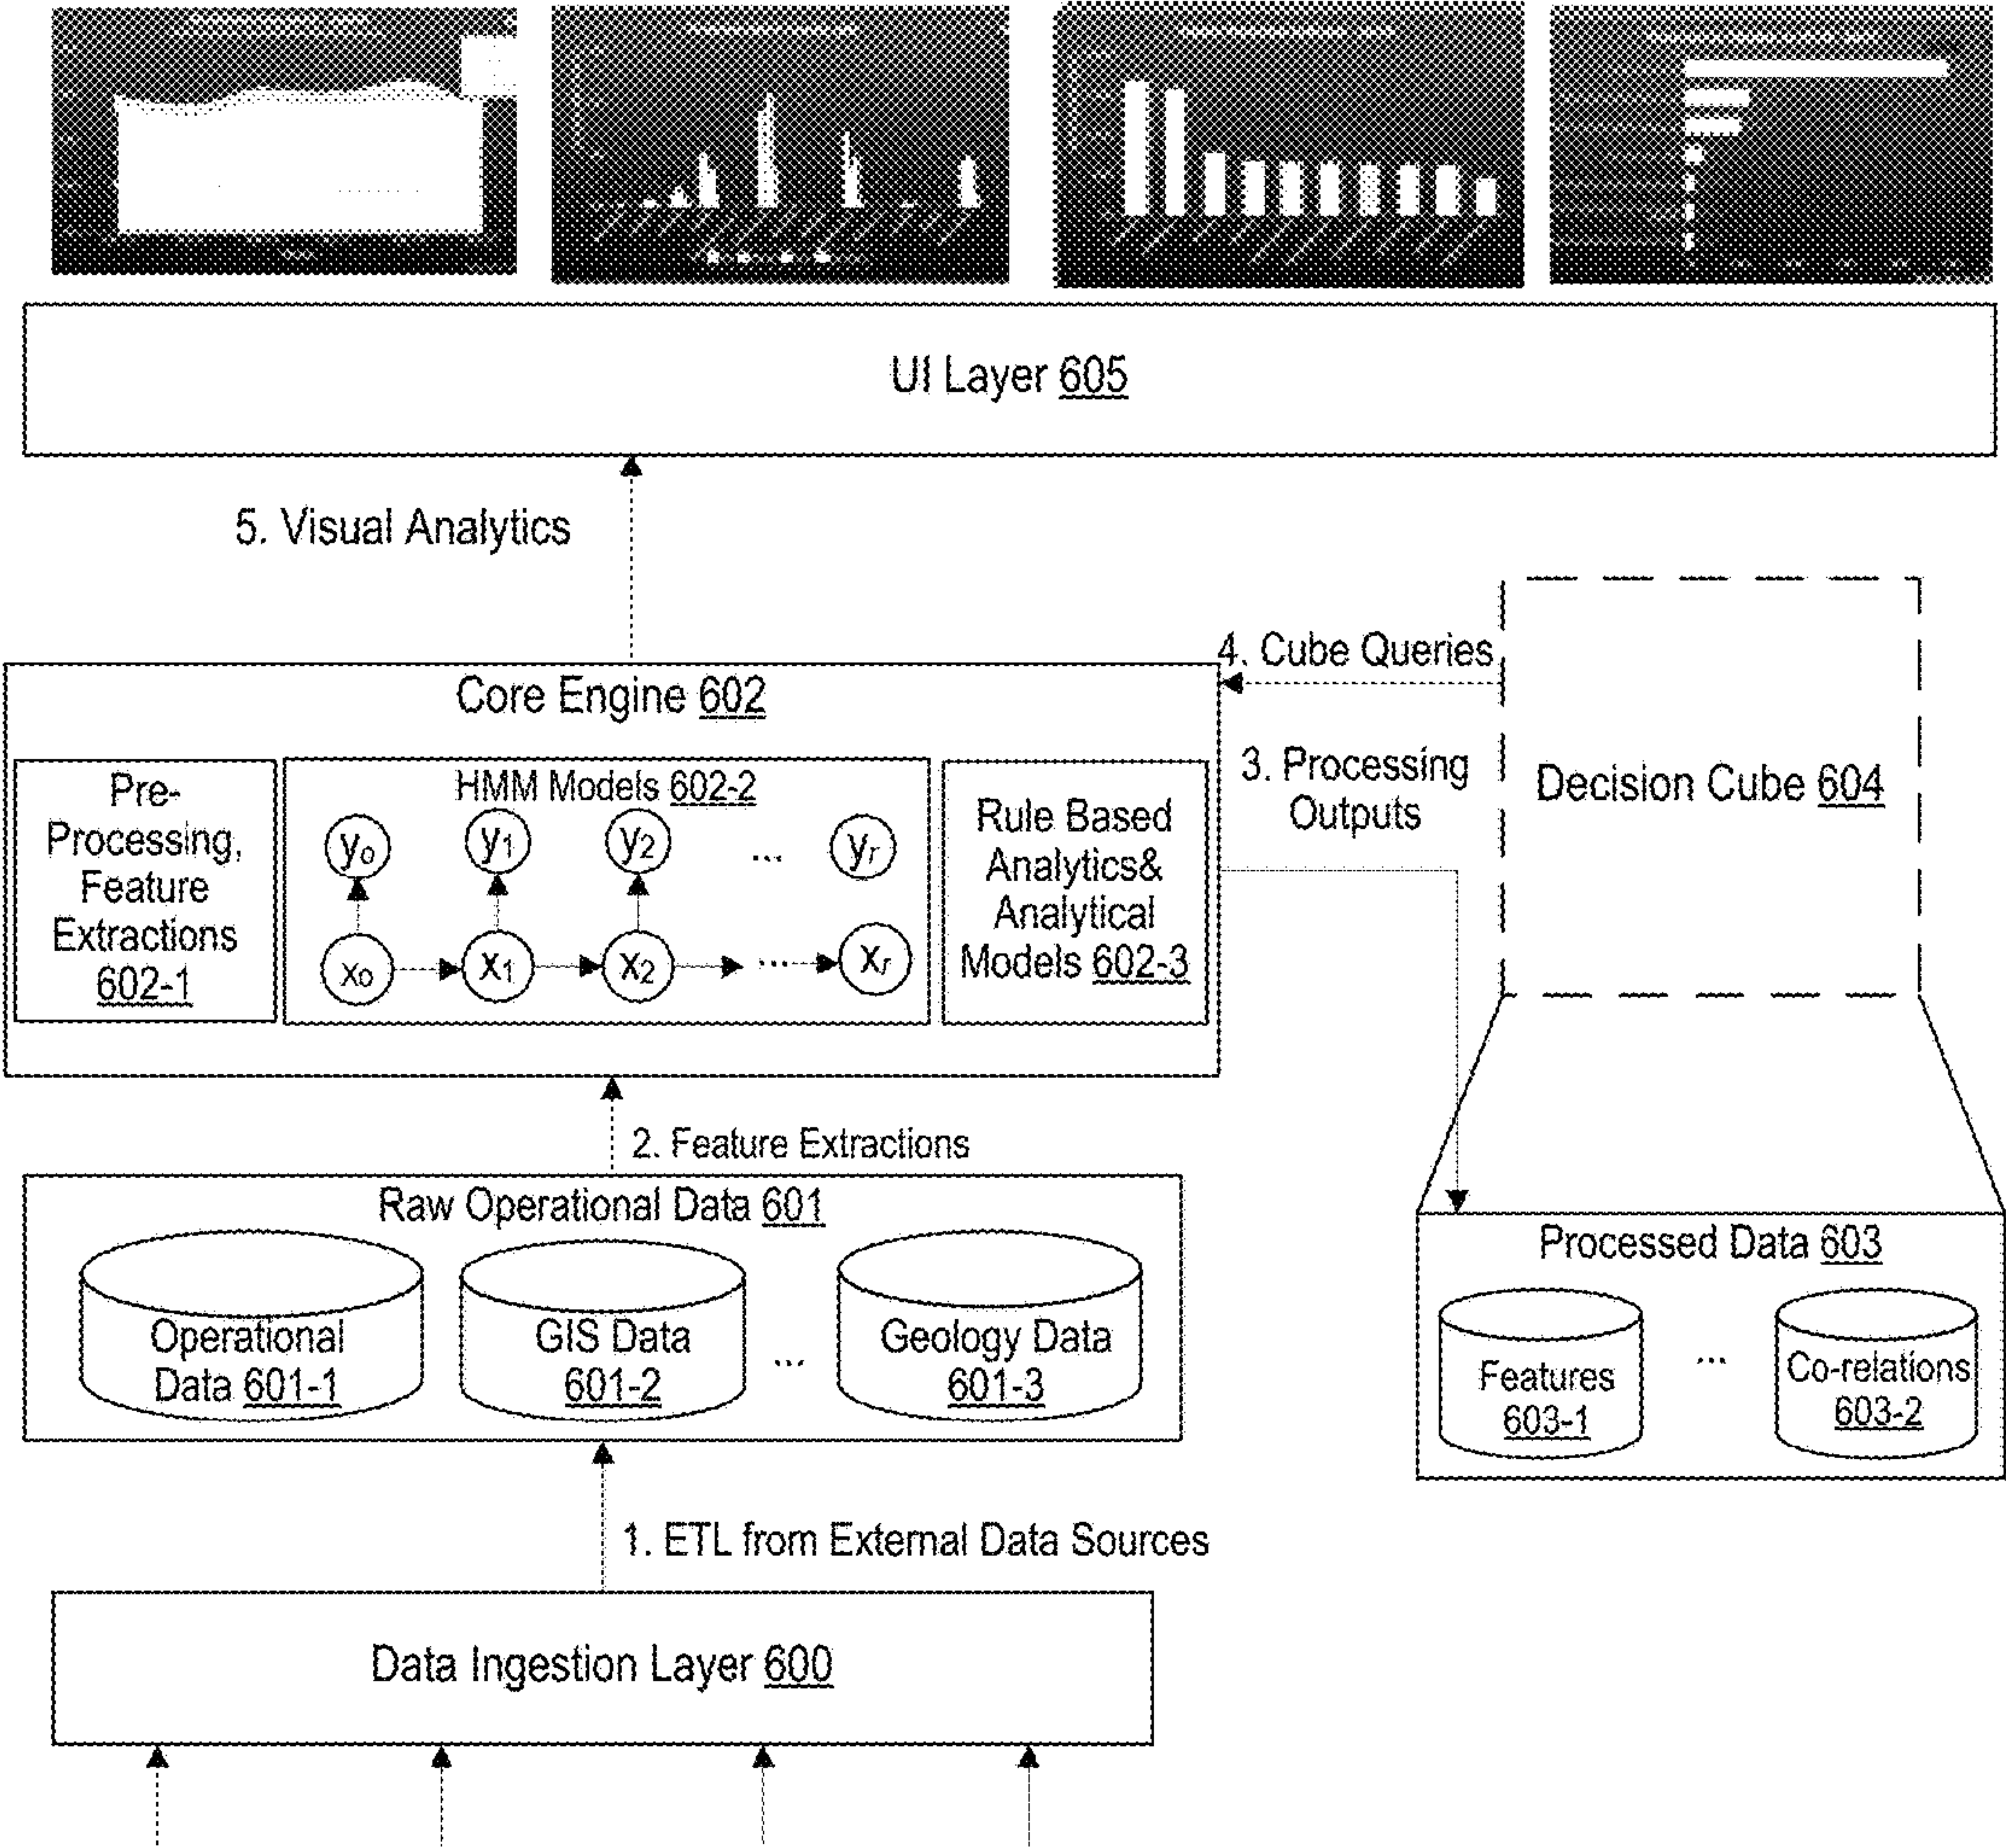 UI Layer 605
5. Visual Analytics
4. Cube Queries
Core Engine 602
Decision Cube 604
3. Processing
Outputs
Pre-
Processing,
Feature
Extractions
602-1
HMM Models 602-2
y0 y1 y2 ... yr
x0 x1 x2 ... xr
Rule Based
Analytics&
Analytical
Models 602-3
2. Feature Extractions
Raw Operational Data 601
Operational
Data 601-1
GIS Data
601-2
...
Geology Data
601-3
Processed Data 603
Features
603-1
...
Co-relations
603-2
1. ETL from External Data Sources
Data Ingestion Layer 600